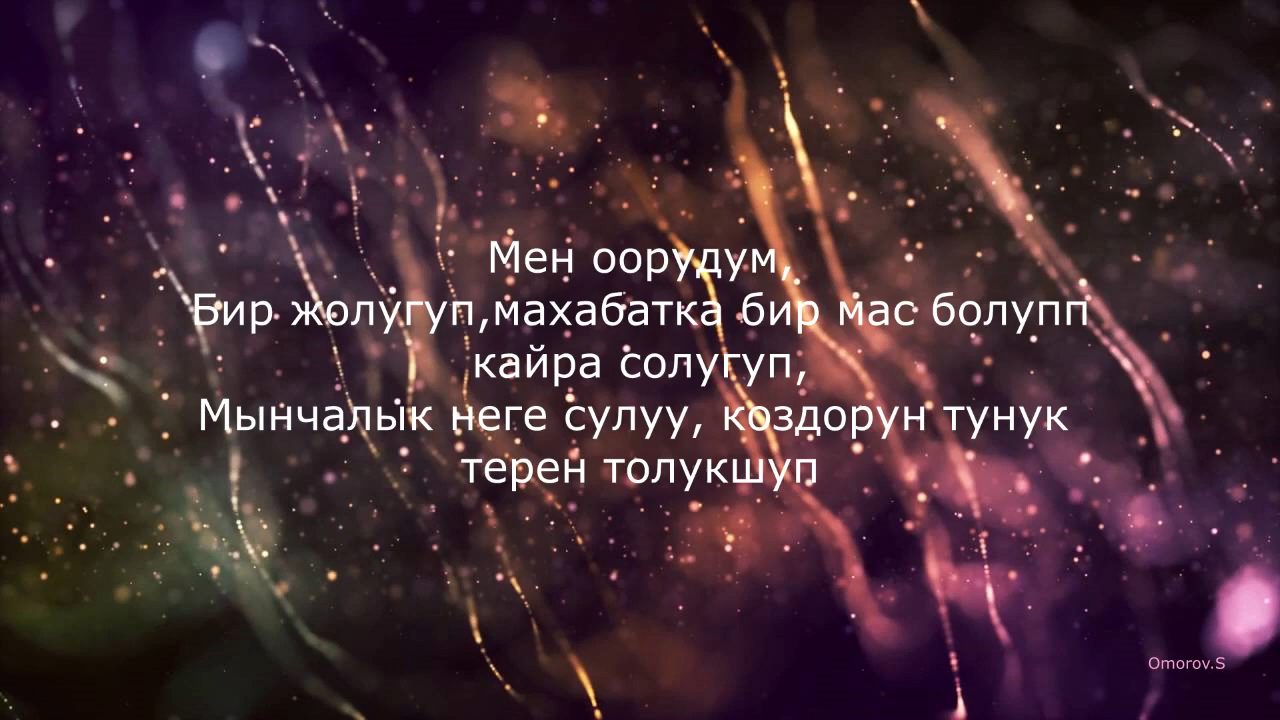 Мен оорудум,
Бир жолугуп,махабатка бир мас болупп
кайра солугуп,
Мынчалык неге сулуу, коздорун тунук
терен толукшуп
Omorov.S